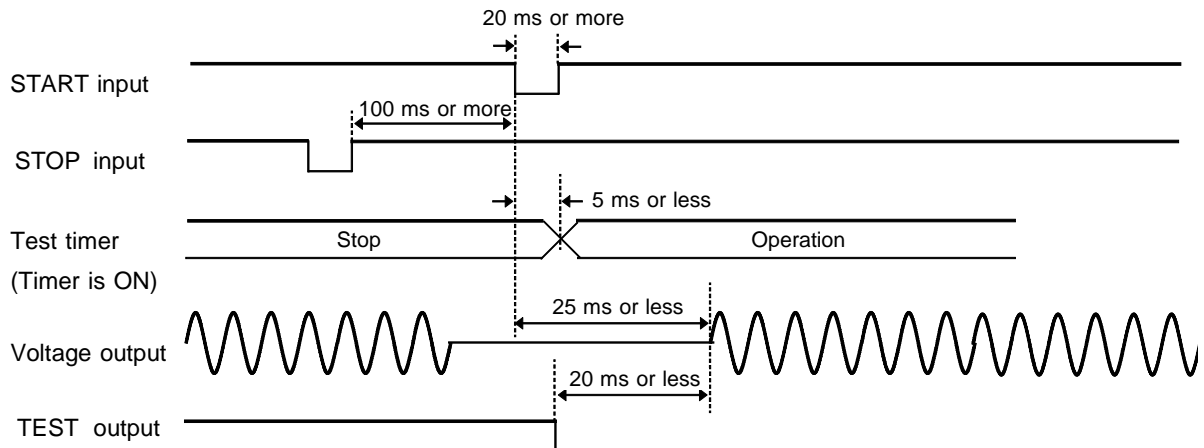 20 ms or more
START input
100 ms or more
STOP input
5 ms or less
Test timer
(Timer is ON)
Stop
Operation
25 ms or less
Voltage output
20 ms or less
TEST output